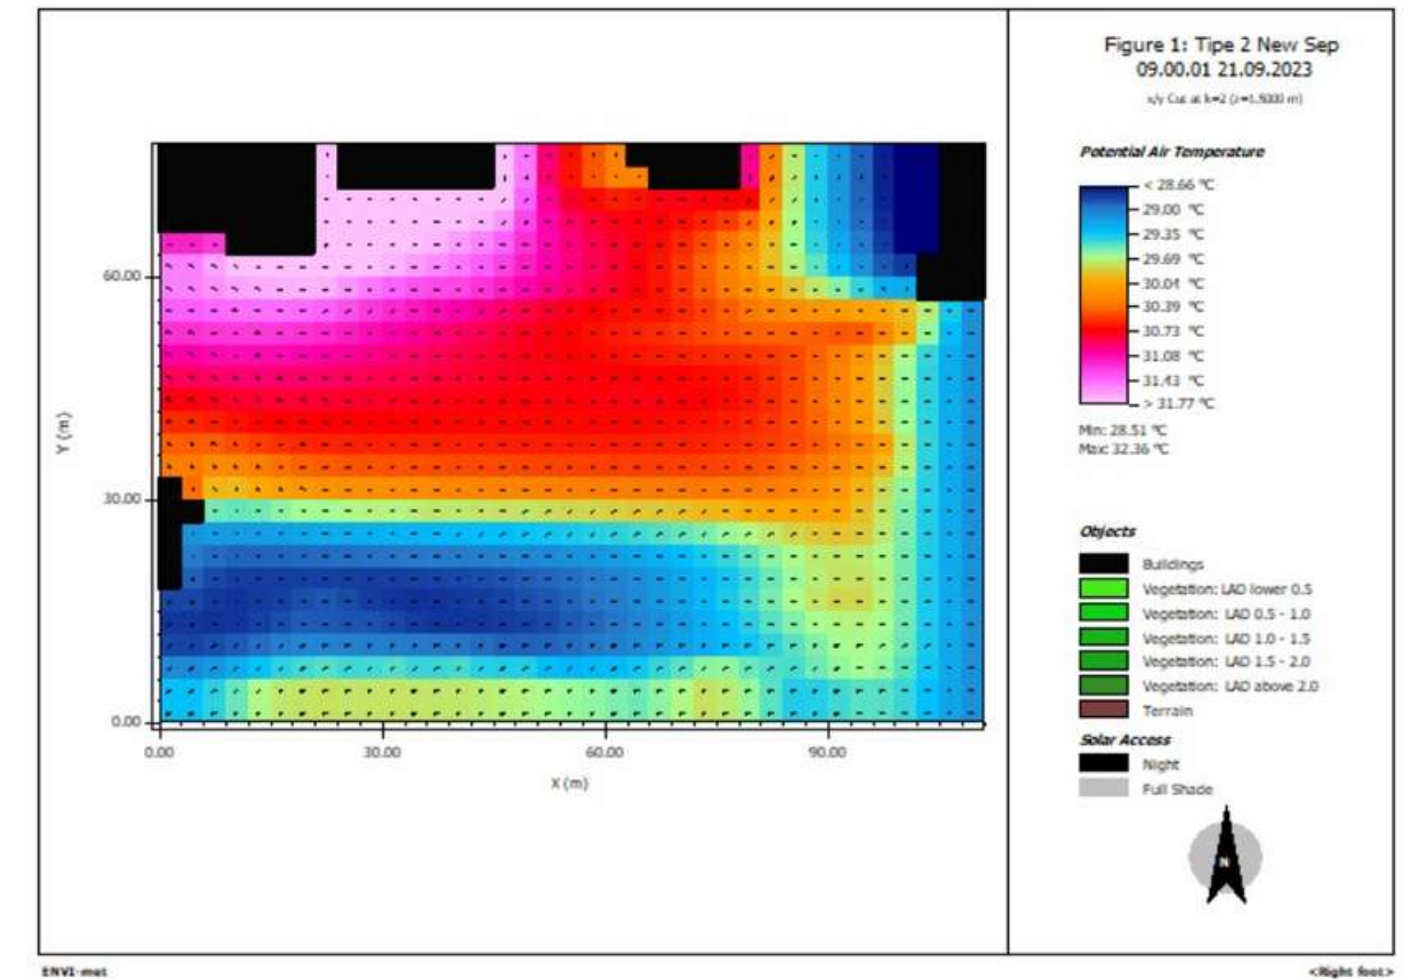 Figure 1: Tipe 2 New Sep
09.00.01 21.09.2023
x/y Cut at k=2 (z=1.5000 m)
Potential Air Temperature
< 28.66 °C
29.00 °C
29.35 °C
29.69 °C
30.04 °C
30.39 °C
30.73 °C
31.08 °C
31.43 °C
> 31.77 °C
Min: 28.51 °C
Max: 32.36 °C
Objects
Buildings
Vegetation: LAD lower 0.5
Vegetation: LAD 0.5 - 1.0
Vegetation: LAD 1.0 - 1.5
Vegetation: LAD 1.5 - 2.0
Vegetation: LAD above 2.0
Terrain
Solar Access
Night
Full Shade
N
Y (m)
60.00
30.00
0.00
0.00 30.00 60.00 90.00
X (m)
ENVI-met <Right foot>